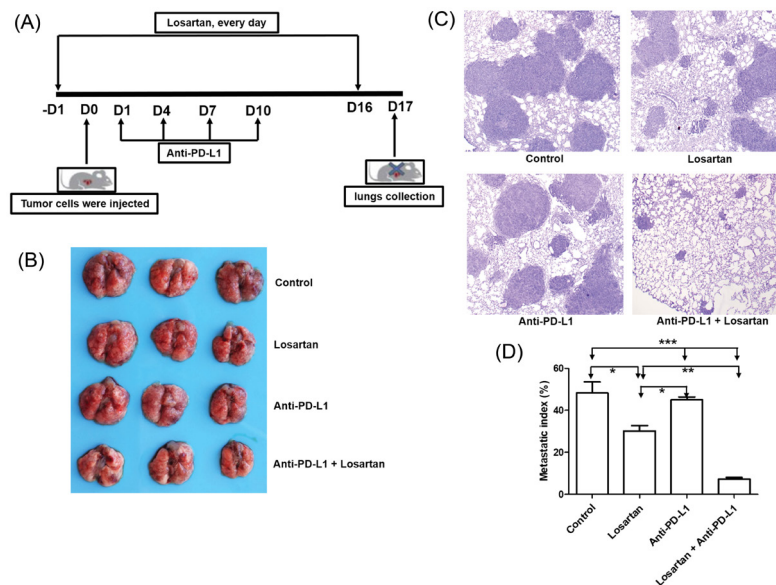 (A)
Losartan, every day
-D1 D0 D1 D4 D7 D10 D16 D17
Anti-PD-L1
Tumor cells were injected
lungs collection
(B)
Control
Losartan
Anti-PD-L1
Anti-PD-L1 + Losartan
(C)
Control
Losartan
Anti-PD-L1
Anti-PD-L1 + Losartan
(D)
***
* **
*
Metastatic index (%)
60
40
20
0
Control
Losartan
Anti-PD-L1
Losartan + Anti-PD-L1